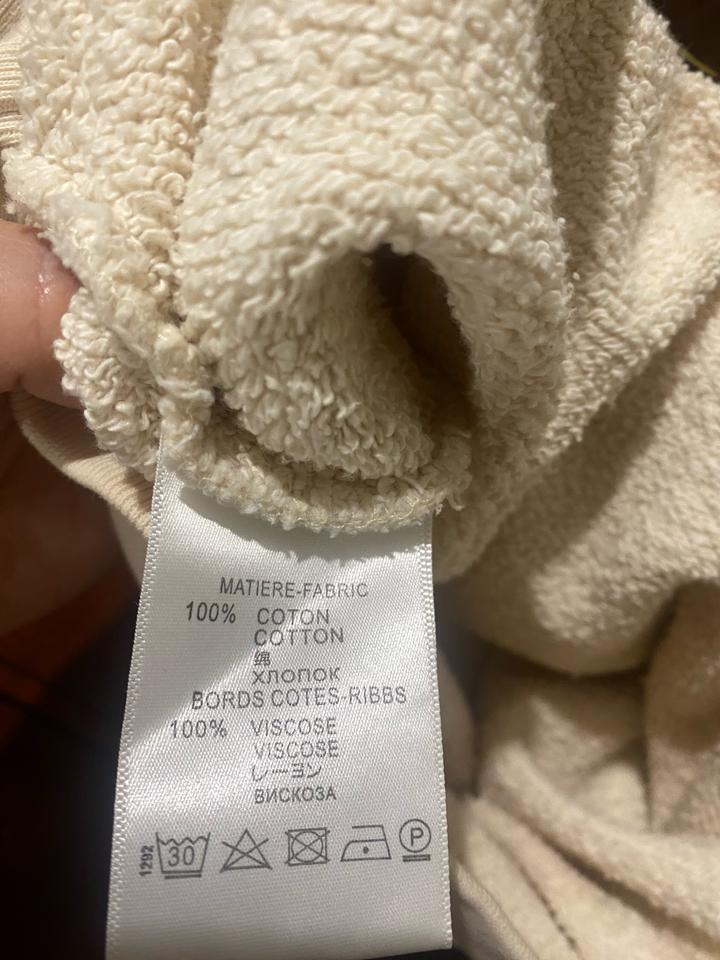 MATIERE-FABRIC
100% COTON
COTTON
綿
ХЛОПОК
BORDS COTES-RIBBS
100% VISCOSE
VISCOSE
レーヨン
ВИСКОЗА
1292 30 P